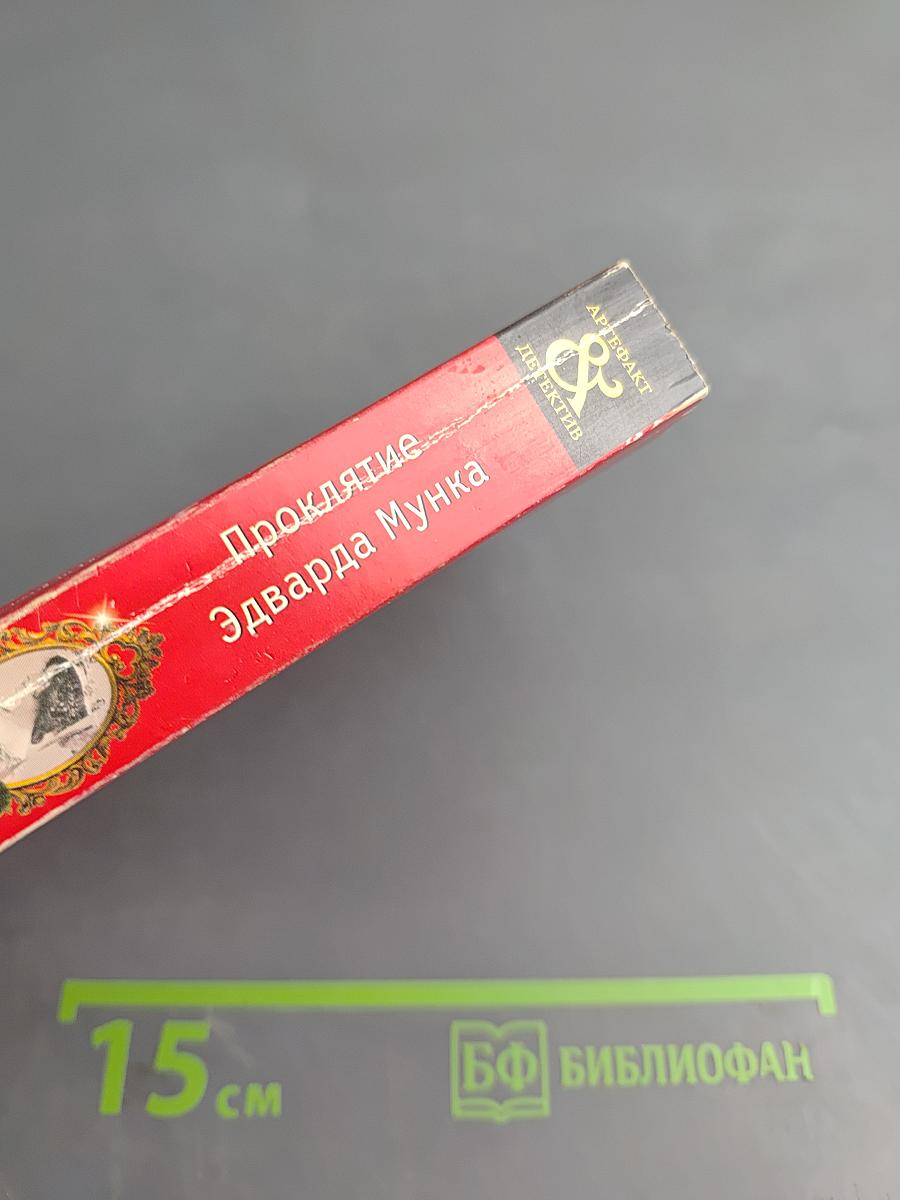 АРТЕФАКТ
&
ДЕТЕКТИВ
Проклятие
Эдварда Мунка
15 см
БФ БИБЛИОФАН